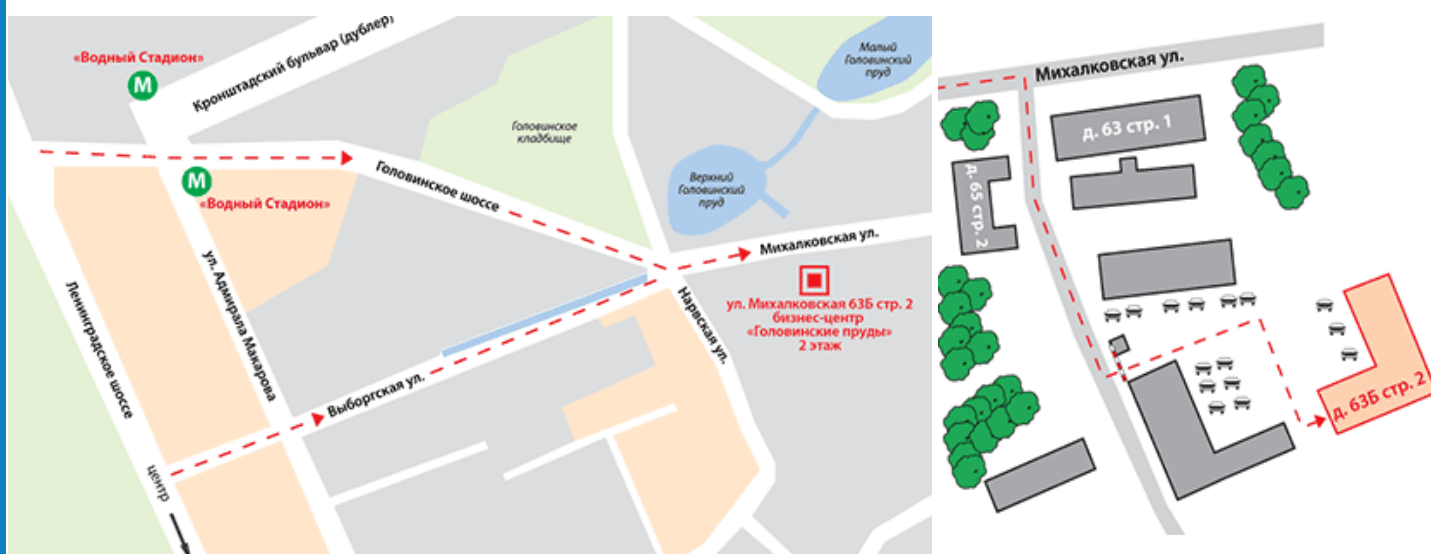 «Водный Стадион»
М
Кронштадский бульвар (дублер)
Малый
Головинский
пруд
Головинское
кладбище
М
«Водный Стадион»
Головинское шоссе
Верхний
Головинский
пруд
Михалковская ул.
ул. Михалковская 63Б стр. 2
бизнес-центр
«Головинские пруды»
2 этаж
Ленинградское шоссе
ул. Адмирала Макарова
Нарвская ул.
Выборгская ул.
центр
Михалковская ул.
д. 63 стр. 1
д. 65 стр. 2
д. 63Б стр. 2